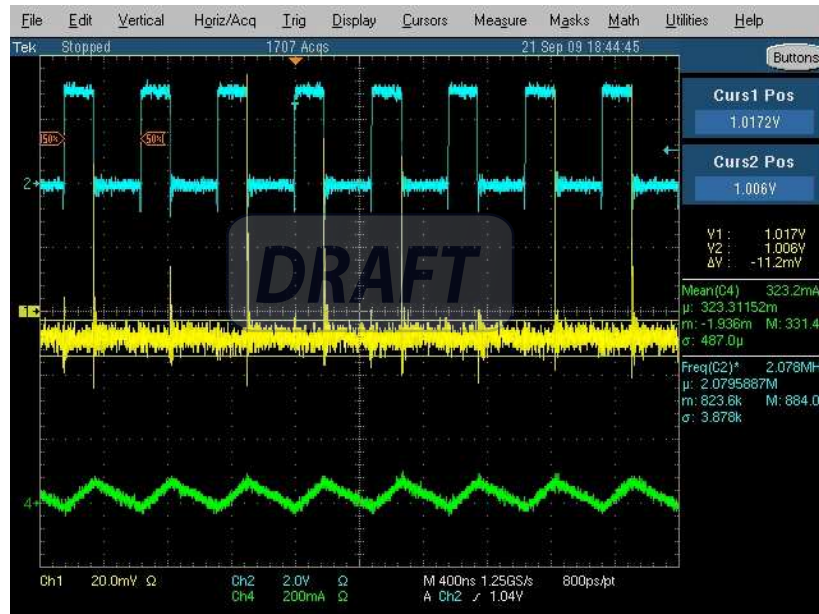 File Edit Vertical Horiz/Acq Trig Display Cursors Measure Masks Math Utilities Help
Tek Stopped 1707 Acqs 21 Sep 09 18:44:45
Buttons
Curs1 Pos
1.0172V
Curs2 Pos
1.006V
50% 50%
2
V1 : 1.017V
V2 : 1.006V
ΔV : -11.2mV
DRAFT
1
Mean(C4) 323.2mA
µ: 323.31152m
m: -1.936m M: 331.4
σ: 487.0µ
Freq(C2)* 2.078MH
µ: 2.0795887M
m: 823.6k M: 884.0
σ: 3.878k
4
Ch1 20.0mV Ω Ch2 2.0V Ω M 400ns 1.25GS/s 800ps/pt
Ch4 200mA Ω A Ch2 ∕ 1.04V